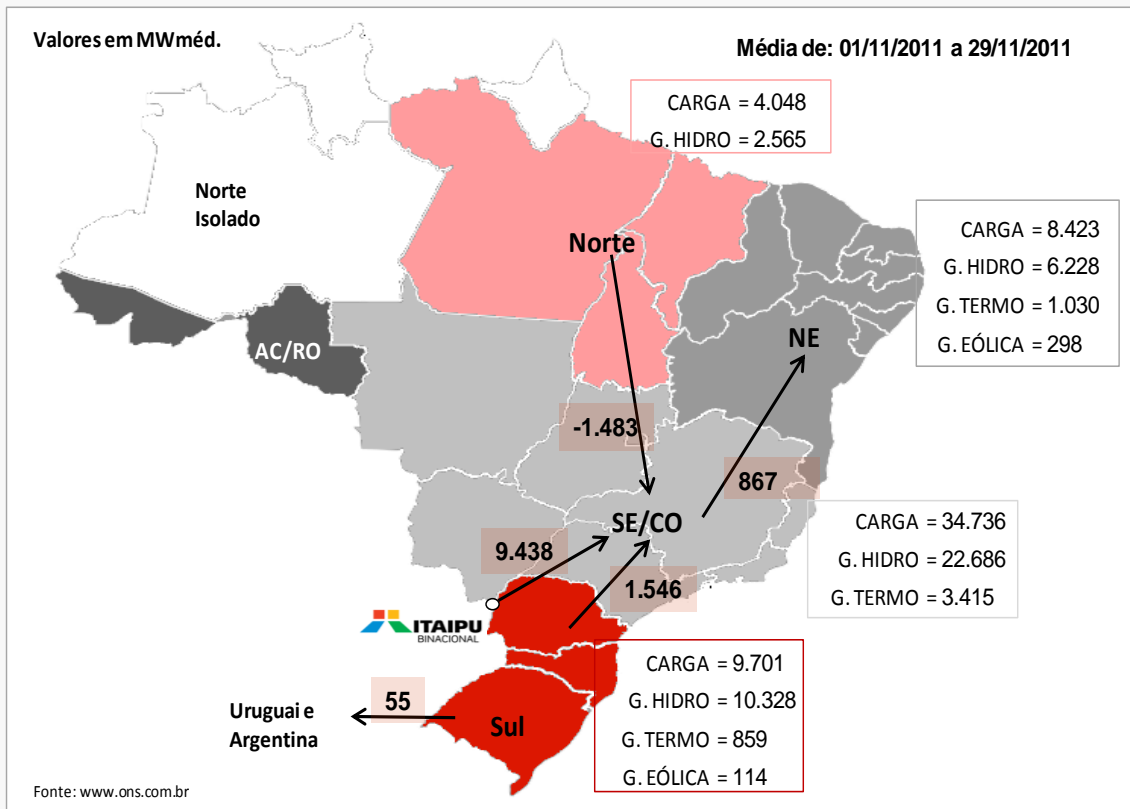 Valores em MWméd.
Média de: 01/11/2011 a 29/11/2011
CARGA = 4.048
G. HIDRO = 2.565
Norte
Isolado
Norte
CARGA = 8.423
G. HIDRO = 6.228
G. TERMO = 1.030
G. EÓLICA = 298
AC/RO
NE
-1.483
867
SE/CO
9.438
1.546
CARGA = 34.736
G. HIDRO = 22.686
G. TERMO = 3.415
ITAIPU
BINACIONAL
CARGA = 9.701
G. HIDRO = 10.328
G. TERMO = 859
G. EÓLICA = 114
55
Uruguai e
Argentina
Sul
Fonte: www.ons.com.br